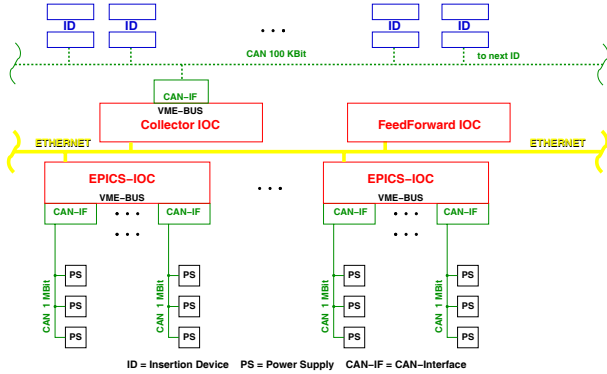 ID ID • • • ID ID
CAN 100 KBit to next ID
CAN−IF
VME−BUS
Collector IOC FeedForward IOC
ETHERNET ETHERNET
EPICS−IOC • • • EPICS−IOC
VME−BUS VME−BUS
CAN−IF • • • CAN−IF CAN−IF • • • CAN−IF
• • • • • •
CAN 1 MBit CAN 1 MBit CAN 1 MBit CAN 1 MBit
PS PS PS PS
PS PS PS PS
PS PS PS PS
ID = Insertion Device PS = Power Supply CAN−IF = CAN−Interface